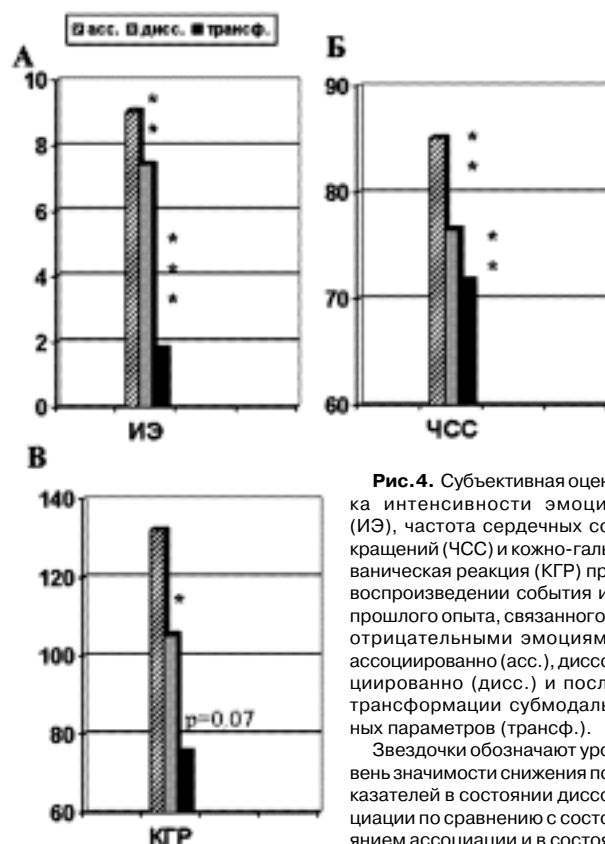 асс. дисс. трансф.
А
10
8
6
4
2
0
*
*
*
*
*
ИЭ
Б
90
80
70
60
*
*
*
*
ЧСС
В
140
120
100
80
60
*
p=0.07
КГР
Рис.4. Субъективная оцен
ка интенсивности эмоци
(ИЭ), частота сердечных со
кращений (ЧСС) и кожно-галь
ваническая реакция (КГР) пр
воспроизведении события и
прошлого опыта, связанного
отрицательными эмоциям
ассоциированно (асс.), диссо
циированно (дисс.) и посл
трансформации субмодаль
ных параметров (трансф.).
Звездочки обозначают уро
вень значимости снижения по
казателей в состоянии диссо
циации по сравнению с состо
янием ассоциации и в состоя